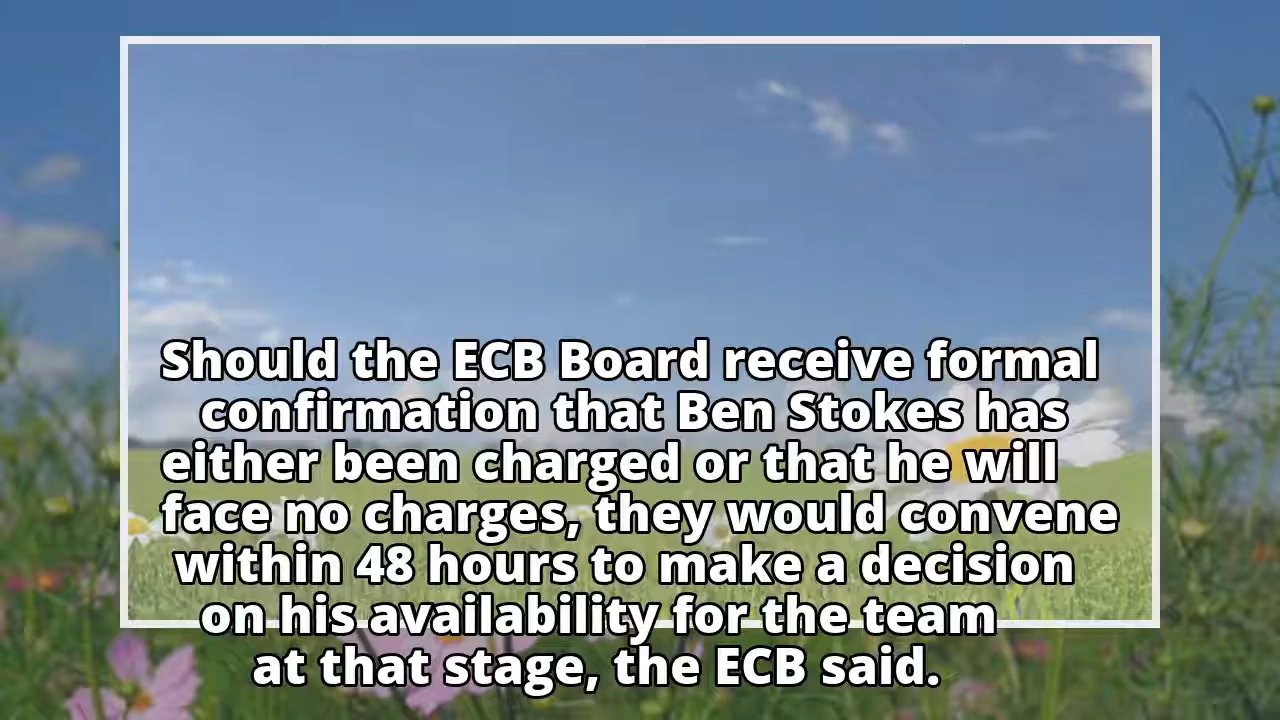 Should the ECB Board receive formal
confirmation that Ben Stokes has
either been charged or that he will
face no charges, they would convene
within 48 hours to make a decision
on his availability for the team
at that stage, the ECB said.